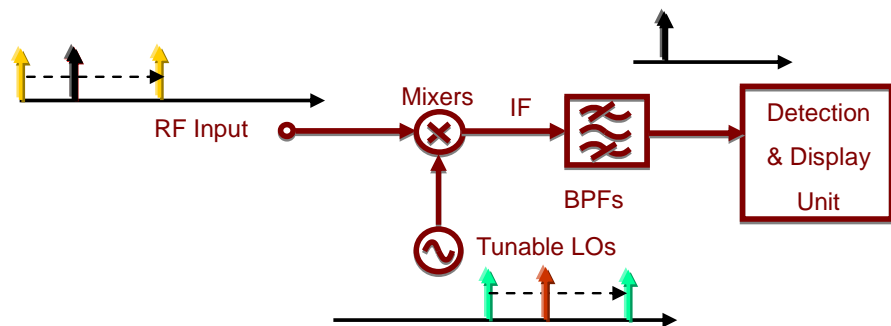 Mixers
RF Input
IF
BPFs
Detection
& Display
Unit
Tunable LOs